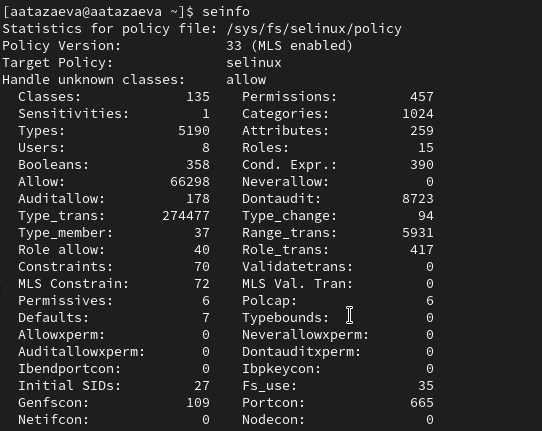 [aatazaeva@aatazaeva ~]$ seinfo
Statistics for policy file: /sys/fs/selinux/policy
Policy Version:             33 (MLS enabled)
Target Policy:              selinux
Handle unknown classes:     allow
  Classes:             135    Permissions:         457
  Sensitivities:         1    Categories:         1024
  Types:              5190    Attributes:          259
  Users:                 8    Roles:                15
  Booleans:            358    Cond. Expr.:         390
  Allow:             66298    Neverallow:            0
  Auditallow:          178    Dontaudit:          8723
  Type_trans:       274477    Type_change:          94
  Type_member:          37    Range_trans:        5931
  Role allow:           40    Role_trans:          417
  Constraints:          70    Validatetrans:         0
  MLS Constrain:        72    MLS Val. Tran:         0
  Permissives:           6    Polcap:                6
  Defaults:              7    Typebounds:            0
  Allowxperm:            0    Neverallowxperm:       0
  Auditallowxperm:       0    Dontauditxperm:        0
  Ibendportcon:          0    Ibpkeycon:             0
  Initial SIDs:         27    Fs_use:               35
  Genfscon:            109    Portcon:             665
  Netifcon:              0    Nodecon:               0